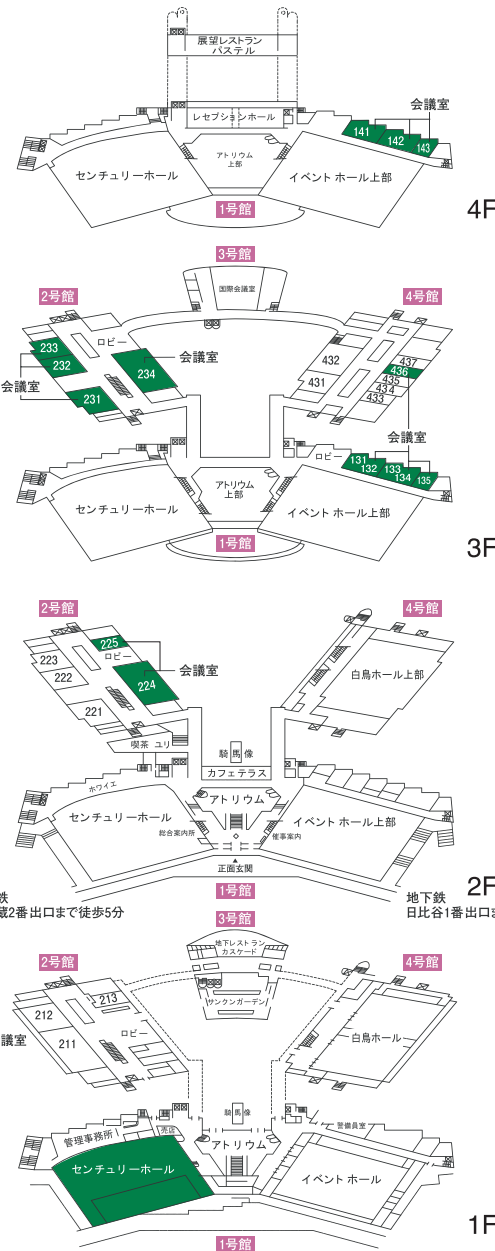 展望レストラン
パステル
レセプションホール
会議室
141
142
143
アトリウム
上部
センチュリーホール
イベントホール上部
1号館
4F
3号館
国際会議室
2号館
4号館
ロビー
233
232
会議室
231
234
会議室
432
431
437
436
435
434
433
会議室
ロビー
131
132
133
134
135
アトリウム
上部
センチュリーホール
イベントホール上部
1号館
3F
2号館
4号館
225
ロビー
223
222
224
会議室
221
白鳥ホール上部
喫茶 ユリ
騎馬像
カフェテラス
ホワイエ
アトリウム
センチュリーホール
イベントホール上部
総合案内所
催事案内
正面玄関
1号館
2F
鉄
蔵2番出口まで徒歩5分
地下鉄
日比谷1番出口ま
3号館
地下レストラン
カスケード
2号館
4号館
サンクンガーデン
213
212
211
議室
ロビー
白鳥ホール
騎馬像
売店
管理事務所
アトリウム
警備員室
センチュリーホール
イベントホール
1F
1号館